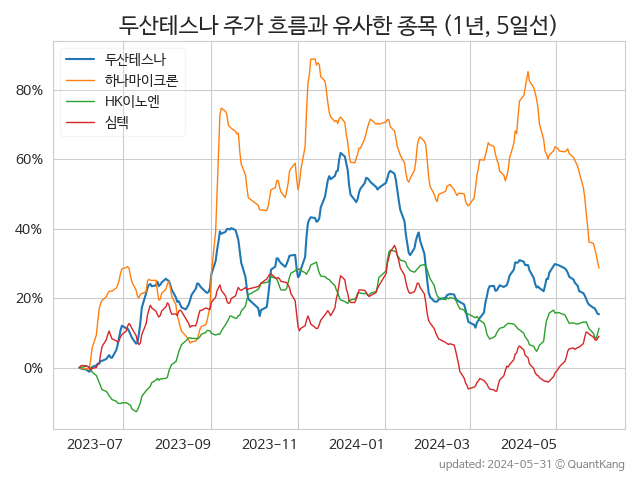 두산테스나 주가 흐름과 유사한 종목 (1년, 5일선)
두산테스나
하나마이크론
HK이노엔
심텍
80%
60%
40%
20%
0%
2023-07 2023-09 2023-11 2024-01 2024-03 2024-05
updated: 2024-05-31 © QuantKang